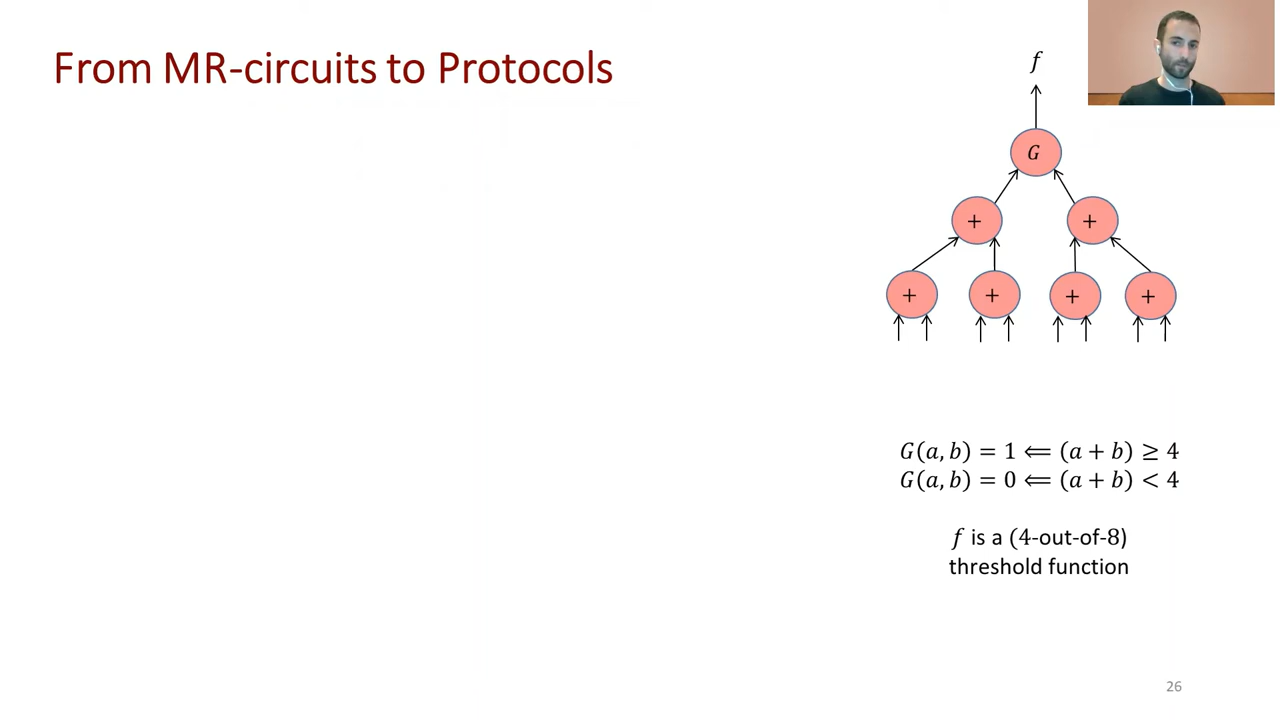 From MR-circuits to Protocols
f
G
+ +
+ + + +
G(a, b) = 1 ⟸ (a + b) ≥ 4
G(a, b) = 0 ⟸ (a + b) < 4
f is a (4-out-of-8)
threshold function
26